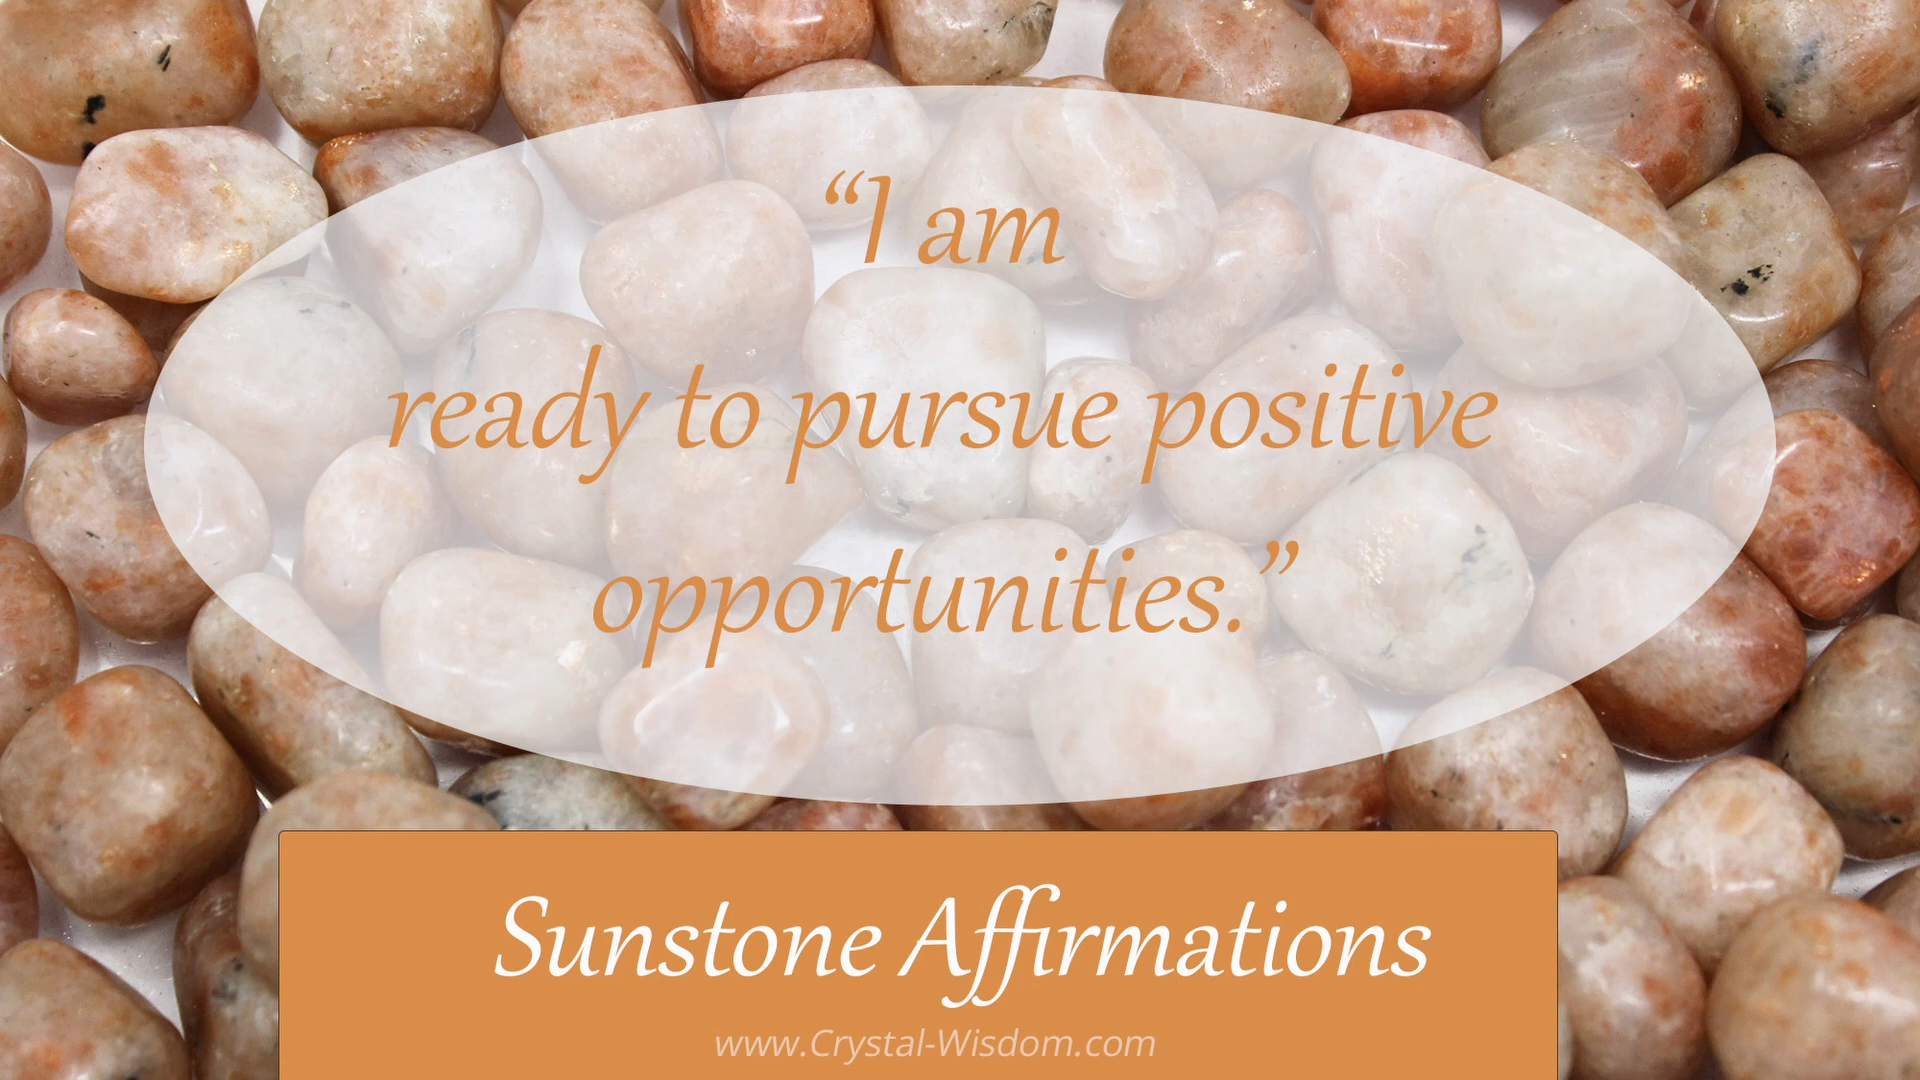 “I am
ready to pursue positive
opportunities.”
Sunstone Affirmations
www.Crystal-Wisdom.com